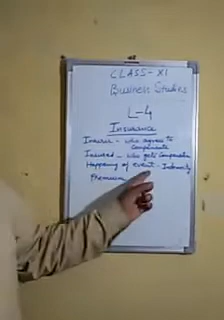 CLASS-XI
Business Studies
L-4
Insurance
Insurer - who agrees to
compensate
Insured - who gets compensation
Happening of event - Indemnity
Premium